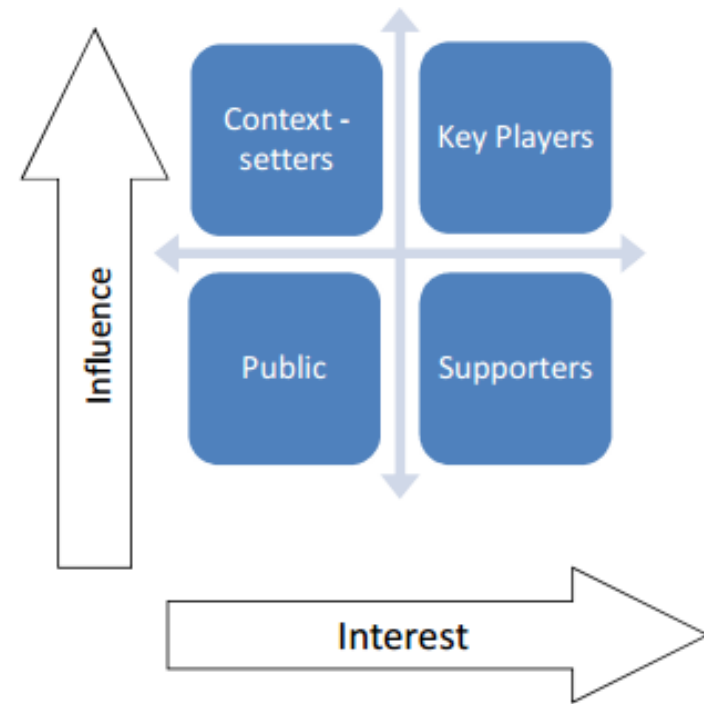 Context -
setters
Key Players
Influence
Public
Supporters
Interest